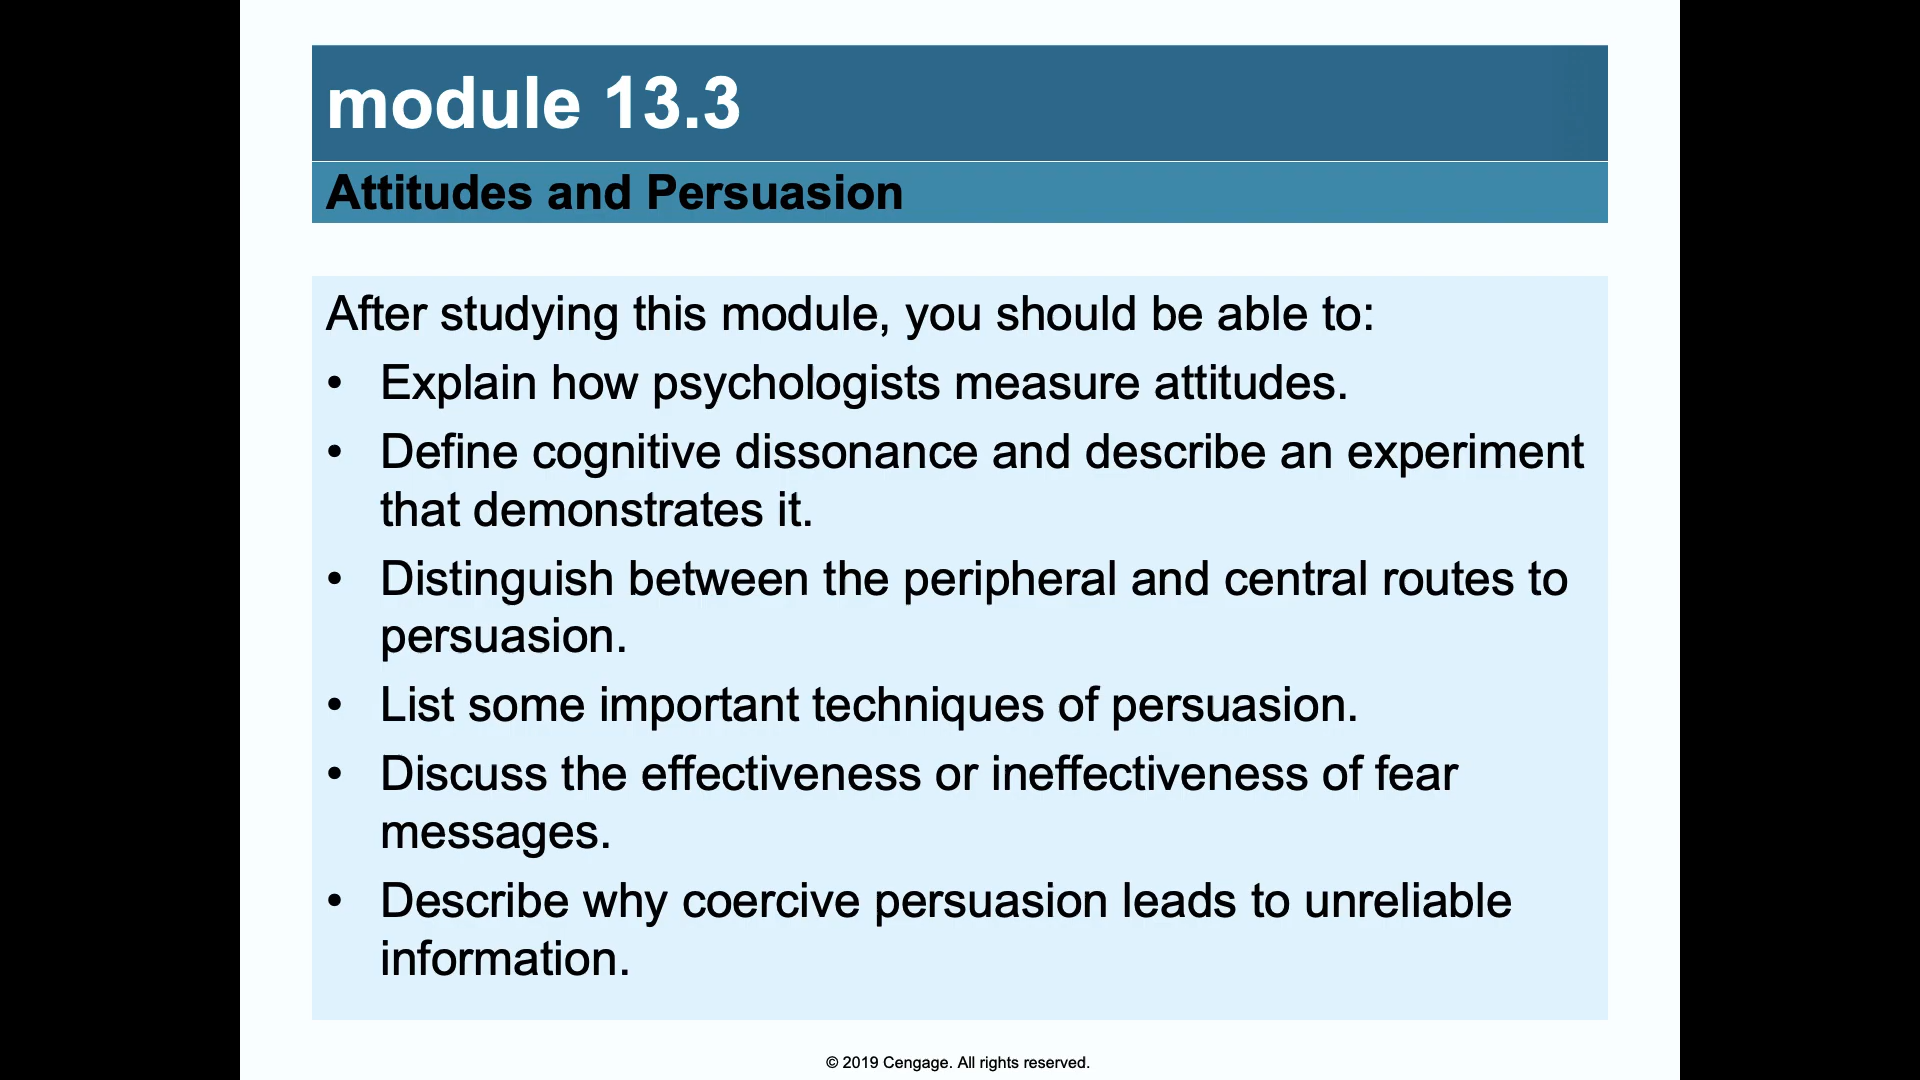 module 13.3
Attitudes and Persuasion
After studying this module, you should be able to:
• Explain how psychologists measure attitudes.
• Define cognitive dissonance and describe an experiment
that demonstrates it.
• Distinguish between the peripheral and central routes to
persuasion.
• List some important techniques of persuasion.
• Discuss the effectiveness or ineffectiveness of fear
messages.
• Describe why coercive persuasion leads to unreliable
information.
© 2019 Cengage. All rights reserved.